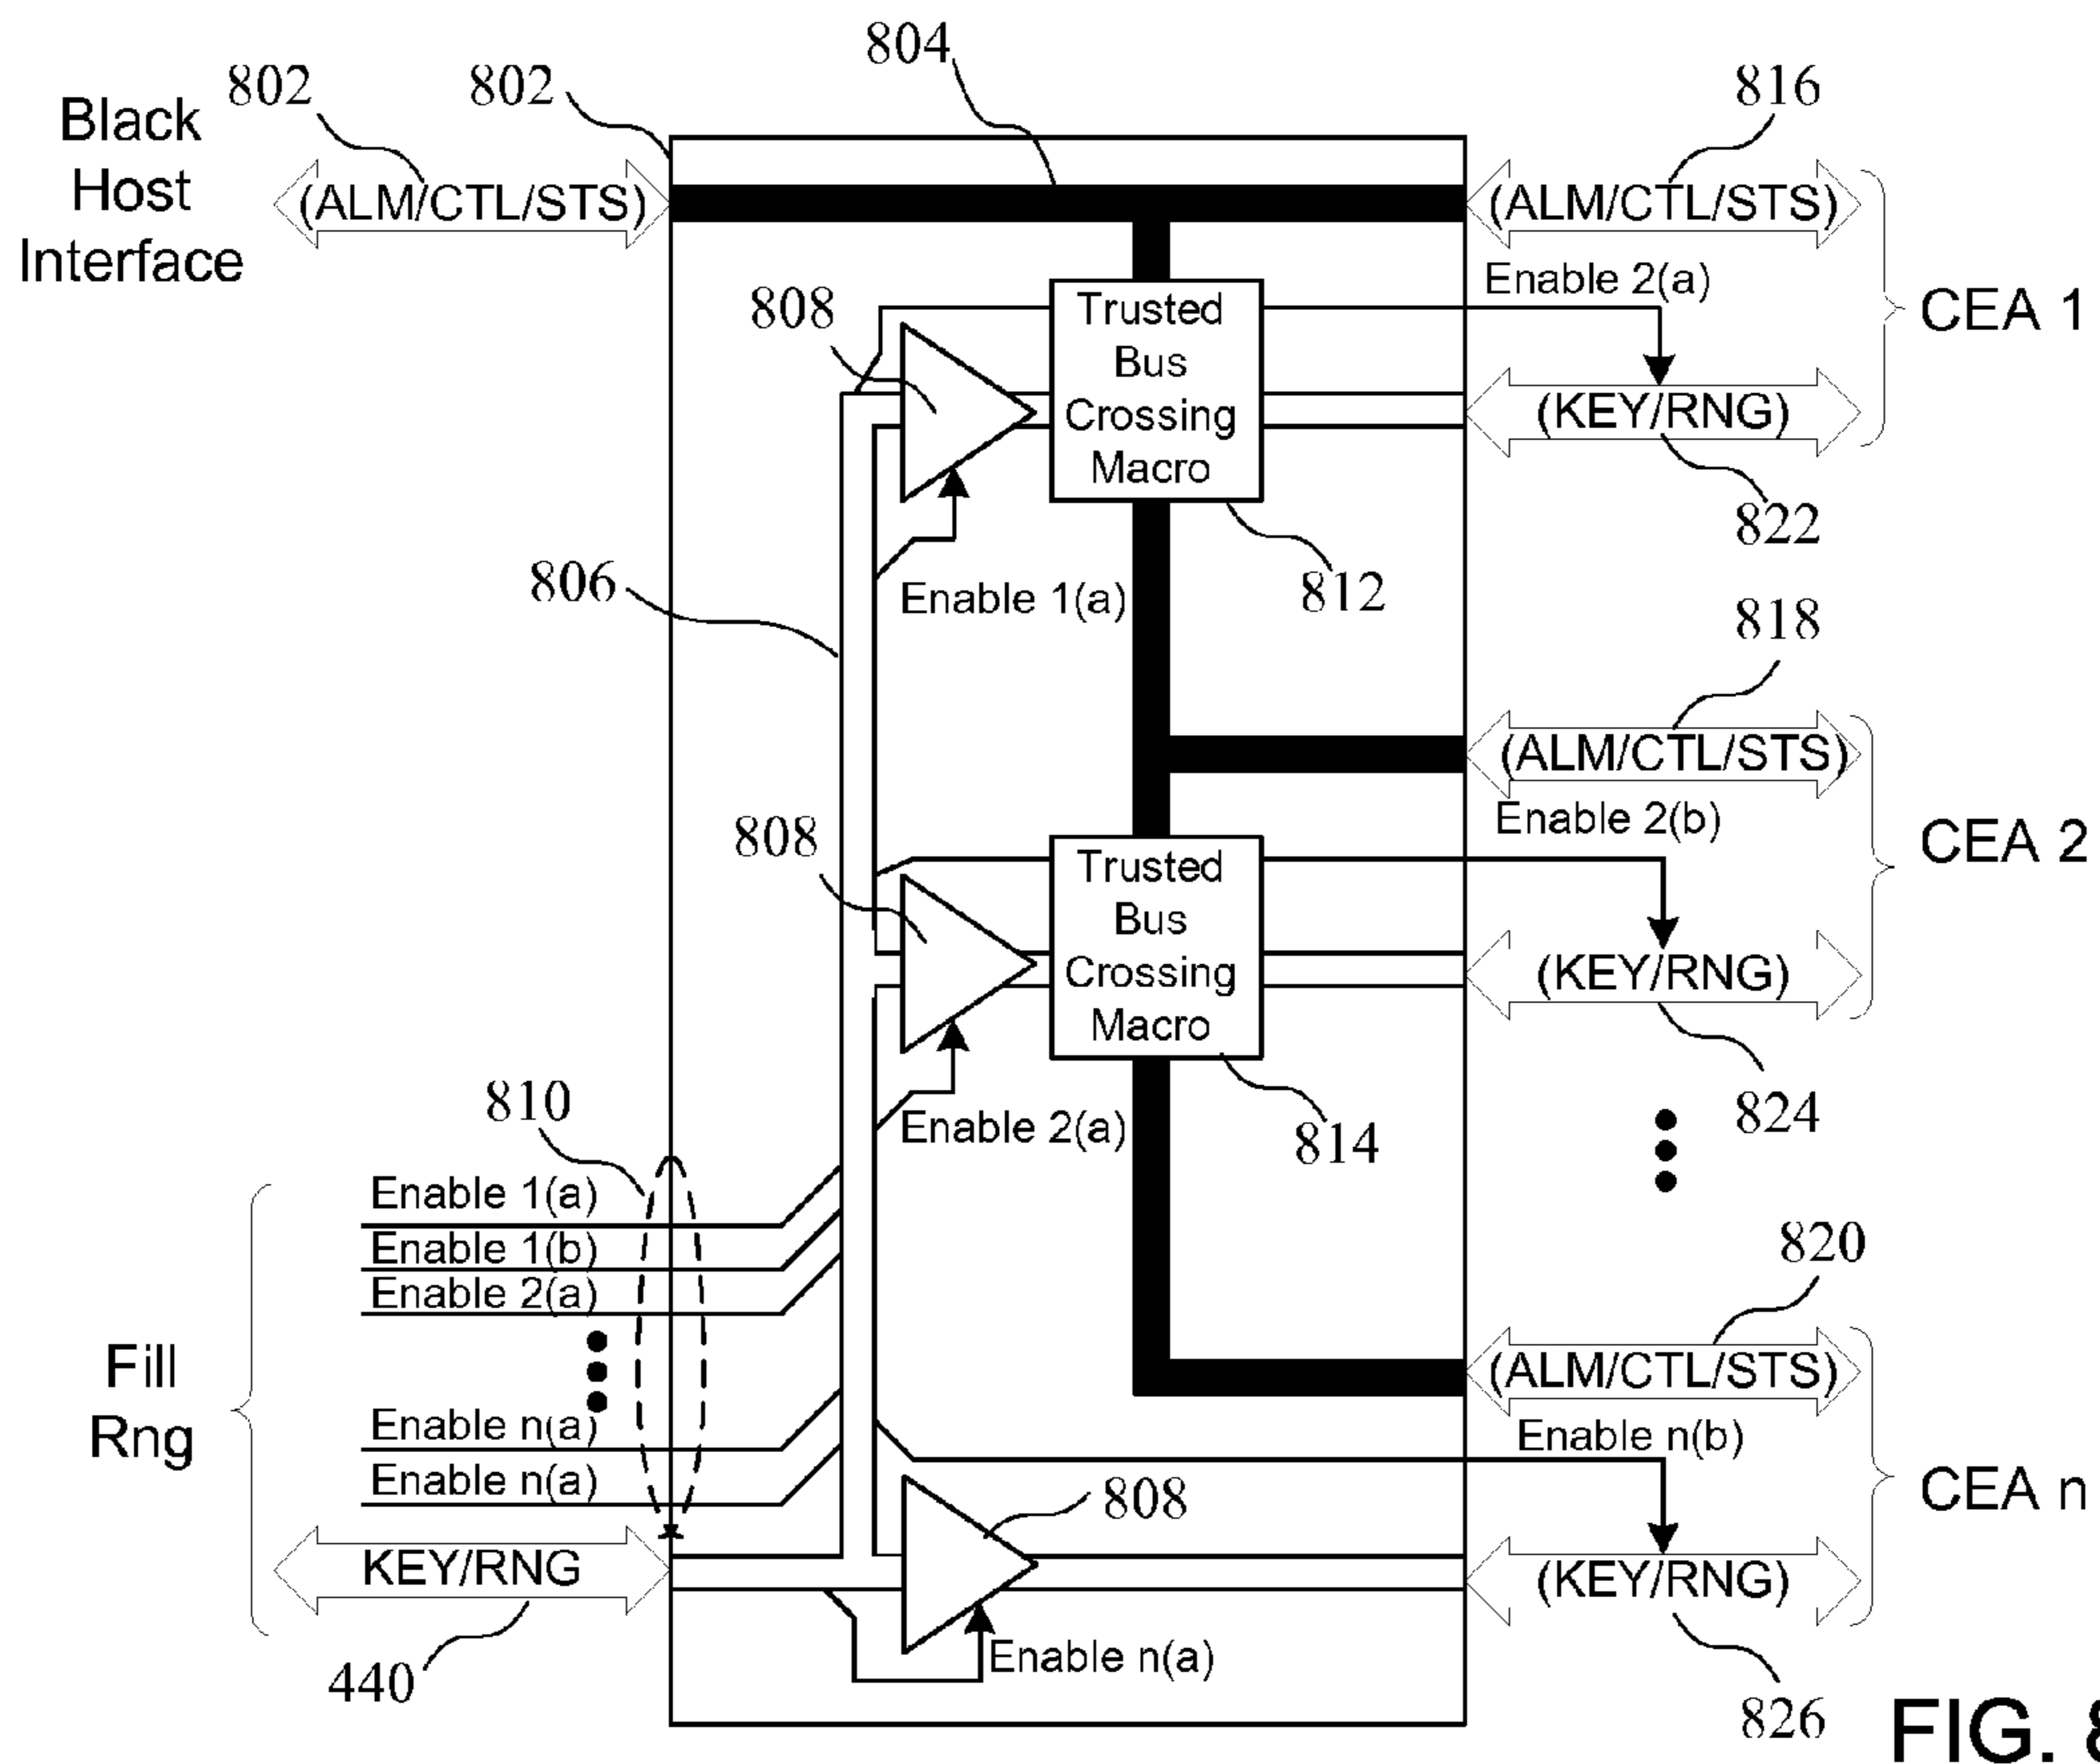 804
802
802
816
Black
Host
Interface
(ALM/CTL/STS)
(ALM/CTL/STS)
Enable 2(a)
808
Trusted
Bus
Crossing
Macro
CEA 1
(KEY/RNG)
822
806
Enable 1(a)
812
818
(ALM/CTL/STS)
Enable 2(b)
808
Trusted
Bus
Crossing
Macro
CEA 2
(KEY/RNG)
824
810
Enable 2(a)
814
Enable 1(a)
Enable 1(b)
Enable 2(a)
820
Fill
Rng
(ALM/CTL/STS)
Enable n(a)
Enable n(b)
Enable n(a)
808
CEA n
KEY/RNG
(KEY/RNG)
440
Enable n(a)
826
FIG. 8